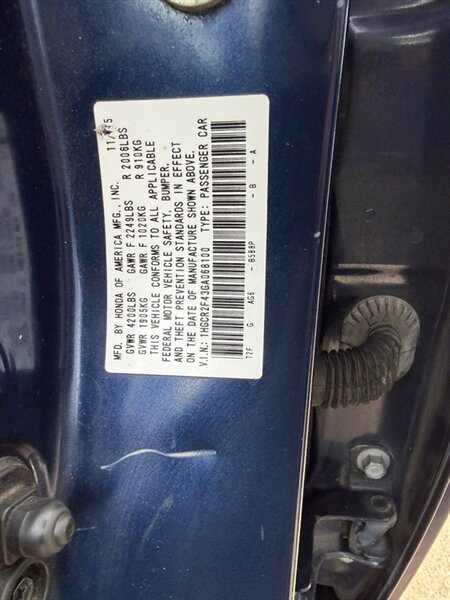 MFD. BY HONDA OF AMERICA MFG., INC. 11/15
GVWR 4200LBS GAWR F 2249LBS R 2006LBS
GVWR 1905KG GAWR F 1020KG R 910KG
THIS VEHICLE CONFORMS TO ALL APPLICABLE
FEDERAL MOTOR VEHICLE SAFETY, BUMPER,
AND THEFT PREVENTION STANDARDS IN EFFECT
ON THE DATE OF MANUFACTURE SHOWN ABOVE.
V.I.N.: 1HGCR2F43GA068100 TYPE: PASSENGER CAR
T2F G AG6 - B588P - B - A